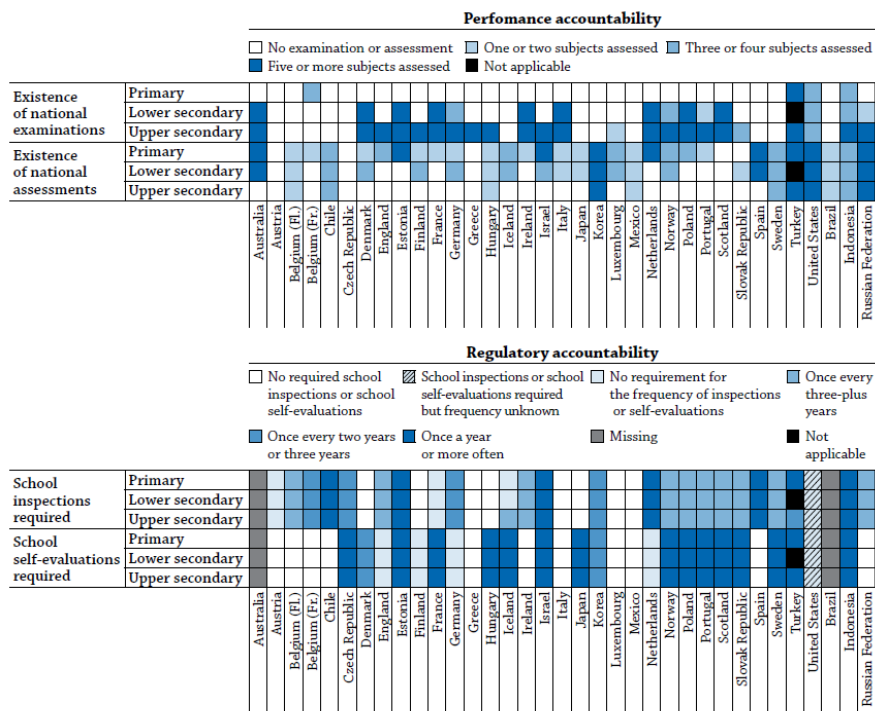 Perfomance accountability
No examination or assessment
One or two subjects assessed
Three or four subjects assessed
Five or more subjects assessed
Not applicable
Existence
of national
examinations
Primary
Lower secondary
Upper secondary
Existence
of national
assessments
Primary
Lower secondary
Upper secondary
Australia
Austria
Belgium (Fl.)
Belgium (Fr.)
Chile
Czech Republic
Denmark
England
Estonia
Finland
France
Germany
Greece
Hungary
Iceland
Ireland
Israel
Italy
Japan
Korea
Luxembourg
Mexico
Netherlands
Norway
Poland
Portugal
Scotland
Slovak Republic
Spain
Sweden
Turkey
United States
Brazil
Indonesia
Russian Federation
Regulatory accountability
No required school
inspections or school
self-evaluations
School inspections or school
self-evaluations required
but frequency unknown
No requirement for
the frequency of inspections
or self-evaluations
Once every
three-plus
years
Once every two years
or three years
Once a year
or more often
Missing
Not
applicable
School
inspections
required
Primary
Lower secondary
Upper secondary
School
self-evaluations
required
Primary
Lower secondary
Upper secondary
Australia
Austria
Belgium (Fl.)
Belgium (Fr.)
Chile
Czech Republic
Denmark
England
Estonia
Finland
France
Germany
Greece
Hungary
Iceland
Ireland
Israel
Italy
Japan
Korea
Luxembourg
Mexico
Netherlands
Norway
Poland
Portugal
Scotland
Slovak Republic
Spain
Sweden
Turkey
United States
Brazil
Indonesia
Russian Federation